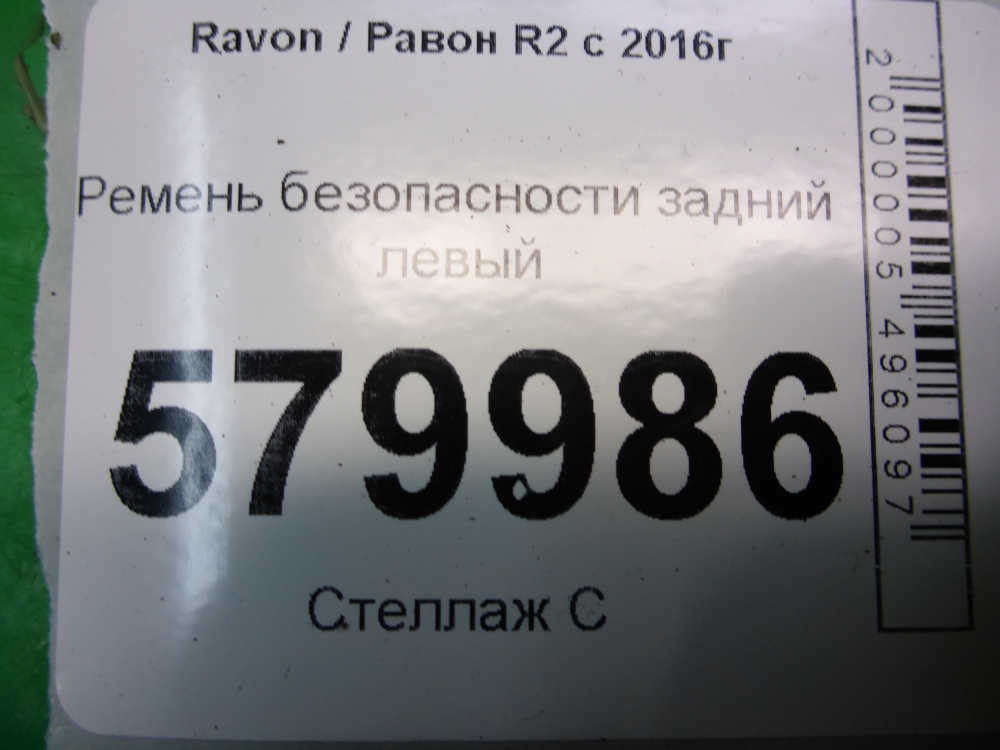 Ravon / Равон R2 с 2016г
Ремень безопасности задний
левый
579986
Стеллаж С
2000005496097